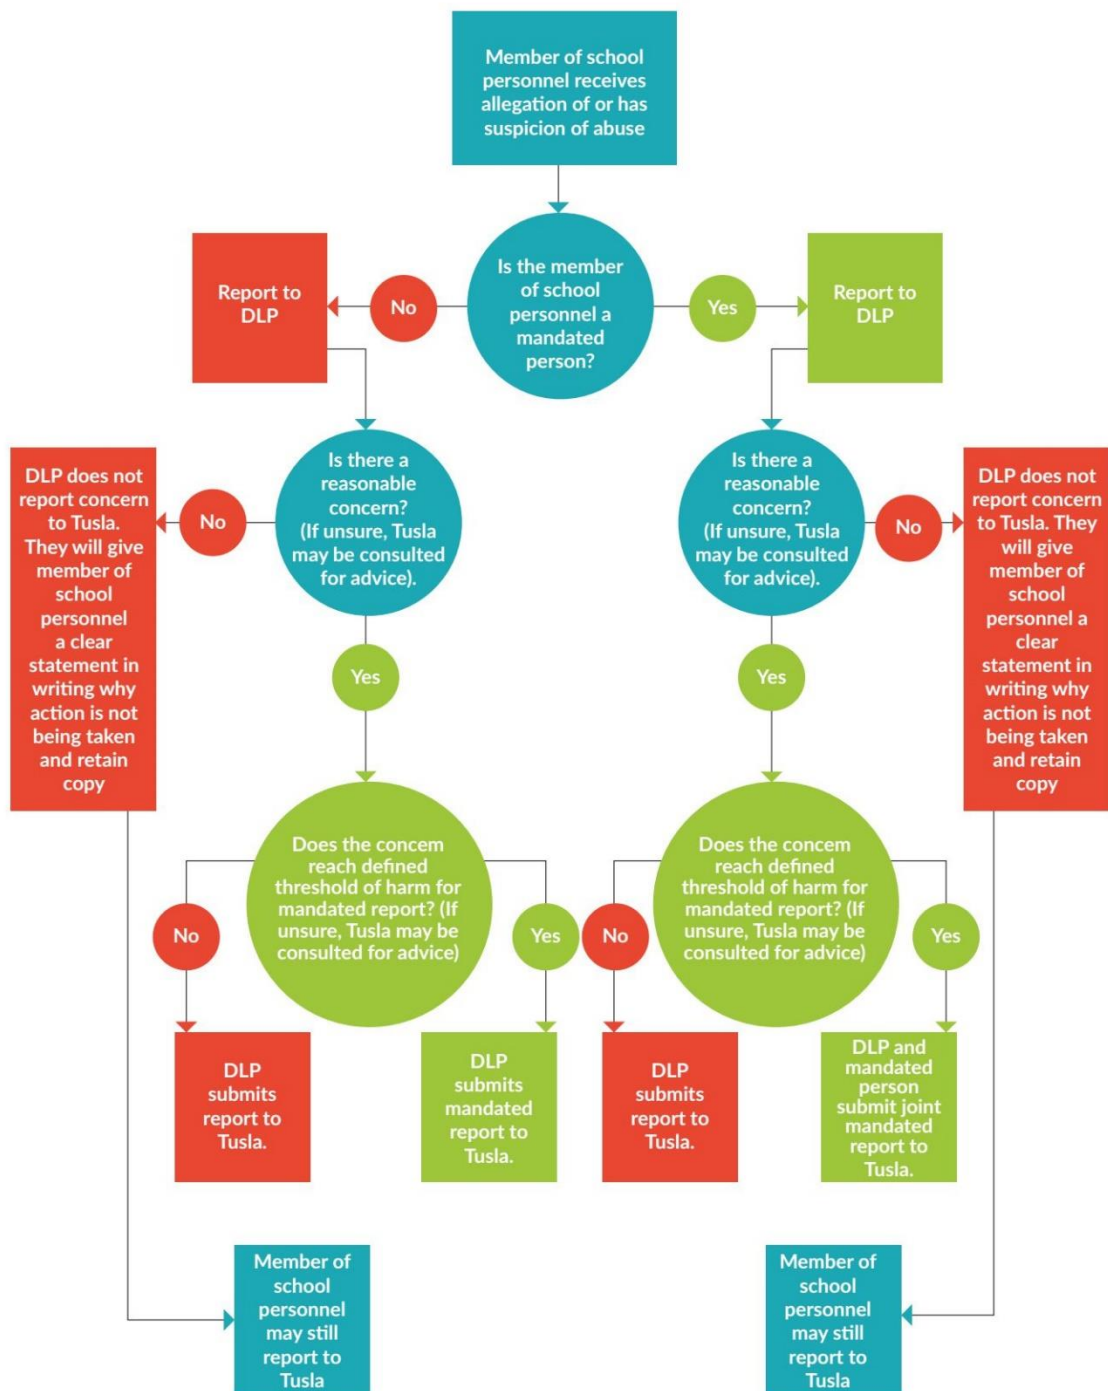 Member of school
personnel receives
allegation of or has
suspicion of abuse
Report to
DLP
No
Is the member
of school
personnel a
mandated
person?
Yes
Report to
DLP
DLP does not
report concern
to Tusla.
They will give
member of
school
personnel
a clear
statement in
writing why
action is not
being taken
and retain
copy
No
Is there a
reasonable
concern?
(If unsure, Tusla
may be consulted
for advice).
Is there a
reasonable
concern?
(If unsure, Tusla
may be consulted
for advice).
No
DLP does not
report concern
to Tusla. They
will give
member of
school
personnel a
clear
statement in
writing why
action is not
being taken
and retain
copy
Yes
Yes
Does the concem
reach defined
threshold of harm for
mandated report? (If
unsure, Tusla may be
consulted for advice)
Does the concem
reach defined
threshold of harm for
mandated report? (If
unsure, Tusla may be
consulted for advice)
No
Yes
No
Yes
DLP
submits
report to
Tusla.
DLP
submits
mandated
report to
Tusla.
DLP
submits
report to
Tusla.
DLP and
mandated
person
submit joint
mandated
report to
Tusla.
Member of
school
personnel
may still
report to
Tusla
Member of
school
personnel
may still
report to
Tusla